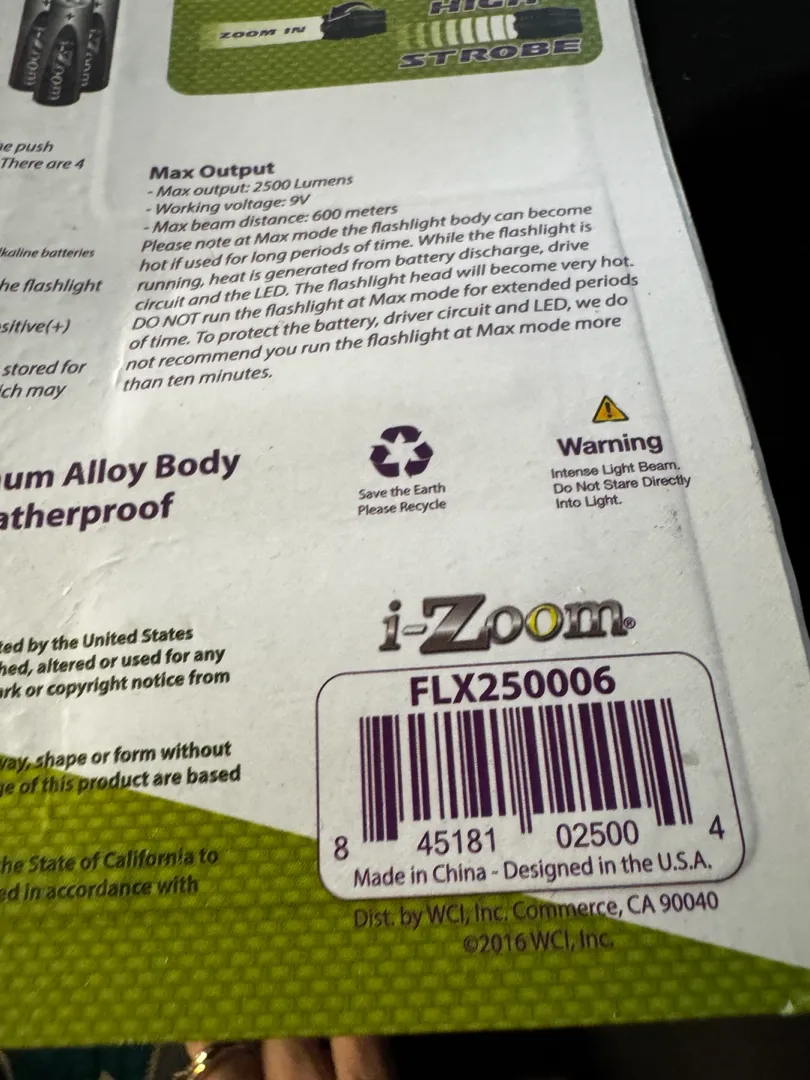 i-Zoom
i-Zoom
ZOOM IN
HIGH
STROBE
e push
There are 4
kaline batteries
he flashlight
sitive(+)
stored for
ich may
Max Output
- Max output: 2500 Lumens
- Working voltage: 9V
- Max beam distance: 600 meters
Please note at Max mode the flashlight body can become
hot if used for long periods of time. While the flashlight is
running, heat is generated from battery discharge, drive
circuit and the LED. The flashlight head will become very hot.
DO NOT run the flashlight at Max mode for extended periods
of time. To protect the battery, driver circuit and LED, we do
not recommend you run the flashlight at Max mode more
than ten minutes.
um Alloy Body
atherproof
Save the Earth
Please Recycle
Warning
Intense Light Beam.
Do Not Stare Directly
Into Light.
ted by the United States
hed, altered or used for any
ark or copyright notice from
way, shape or form without
ge of this product are based
he State of California to
ed in accordance with
i-Zoom®
FLX250006
8 45181 02500 4
Made in China - Designed in the U.S.A.
Dist. by WCI, Inc. Commerce, CA 90040
©2016 WCI, Inc.